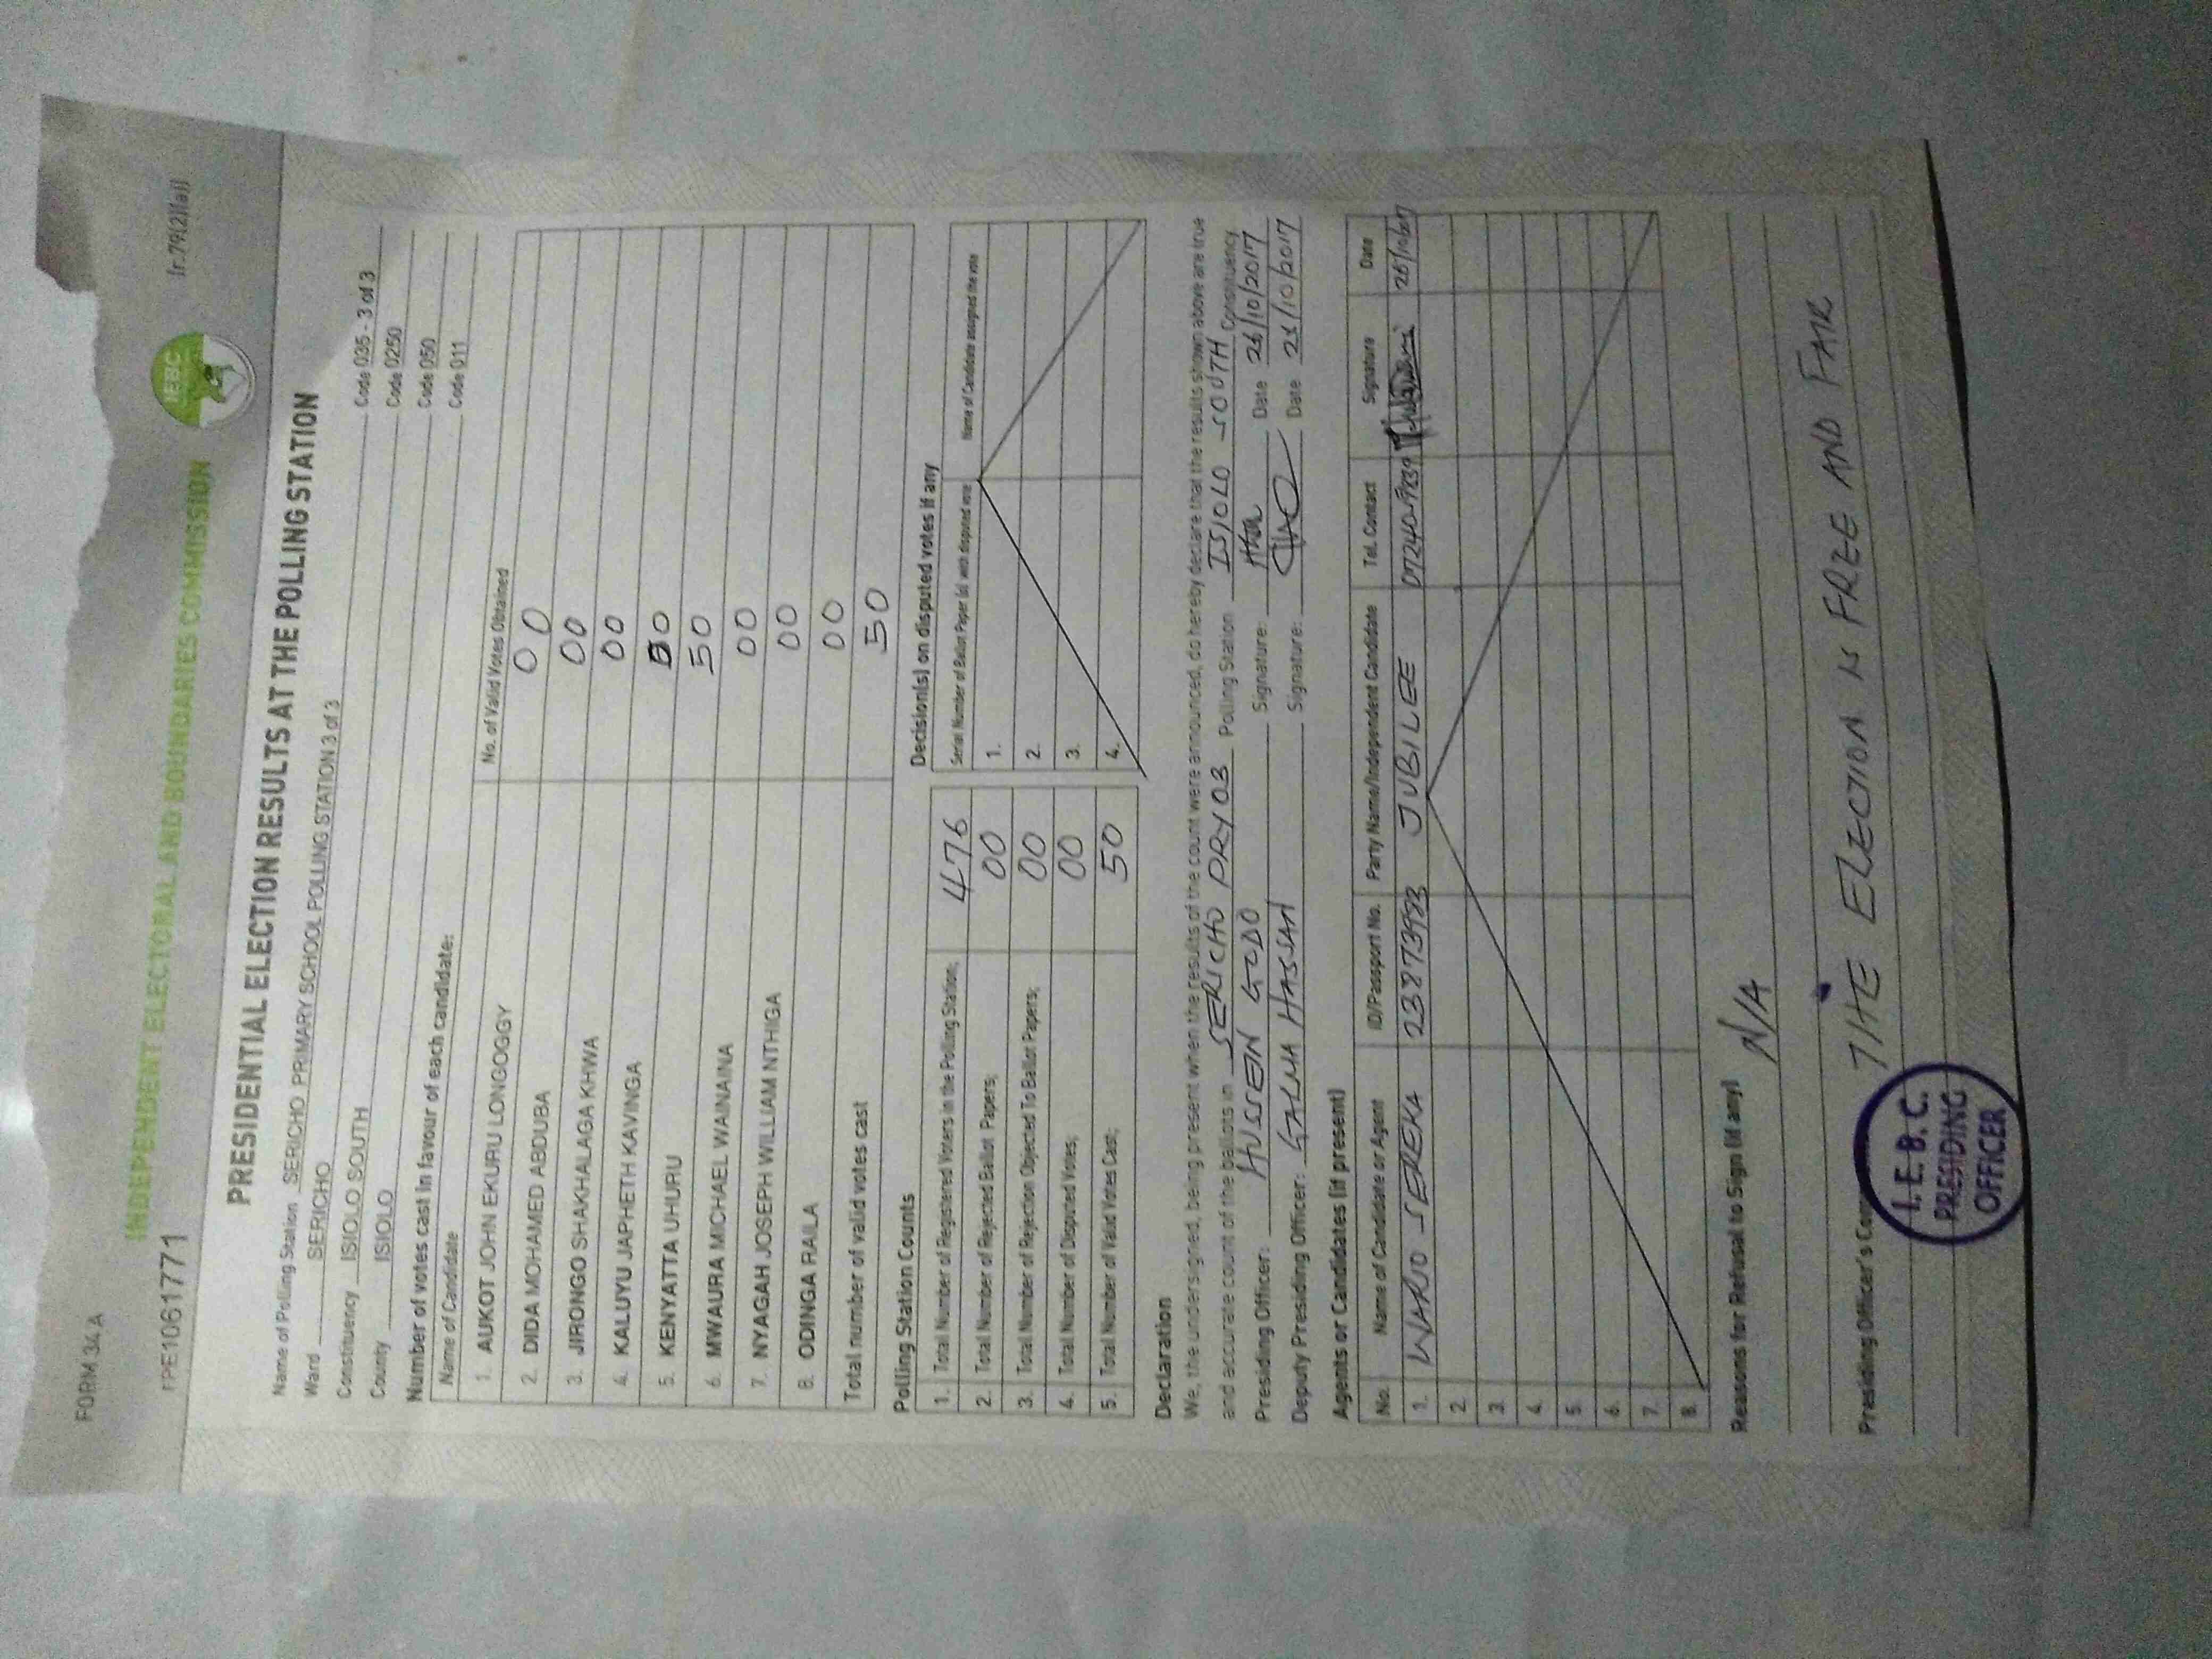 FORM 34A
INDEPENDENT ELECTORAL AND BOUNDARIES COMMISSION
IEBC
FPE1061771
(r.79(2)(a))
PRESIDENTIAL ELECTION RESULTS AT THE POLLING STATION
Name of Polling Station SERICHO PRIMARY SCHOOL POLLING STATION 3 of 3 Code 035 - 3 of 3
Ward SERICHO Code 0250
Constituency ISIOLO SOUTH Code 050
County ISIOLO Code 011
Number of votes cast in favour of each candidate:
Name of Candidate No. of Valid Votes Obtained
1. AUKOT JOHN EKURU LONGOGGY 00
2. DIDA MOHAMED ABDUBA 00
3. JIRONGO SHAKHALAGA KHWA 00
4. KALUYU JAPHETH KAVINGA
5. KENYATTA UHURU 50
6. MWAURA MICHAEL WAINAINA 00
7. NYAGAH JOSEPH WILLIAM NTHIGA 00
8. ODINGA RAILA 00
Total number of valid votes cast 50
Polling Station Counts
1. Total Number of Registered Voters in the Polling Station; 476
2. Total Number of Rejected Ballot Papers; 00
3. Total Number of Rejection Objected To Ballot Papers; 00
4. Total Number of Disputed Votes; 00
5. Total Number of Valid Votes Cast; 50
Decision(s) on disputed votes if any
Serial Number of Ballot Paper (s) with disputed vote Name of Candidate assigned the vote
1.
2.
3.
4.
Declaration
We, the undersigned, being present when the results of the count were announced, do hereby declare that the results shown above are true
and accurate count of the ballots in SERICHO PRY 03 Polling Station ISIOLO SOUTH Constituency
Presiding Officer: HUSSEIN GODO Signature: Date 26/10/2017
Deputy Presiding Officer: GALMA HASSAN Signature: Date 26/10/2017
Agents or Candidates (if present)
No. Name of Candidate or Agent ID/Passport No. Party Name/Independent Candidate Tel. Contact Signature Date
1. WARIO SEREKA JUBILEE 26/10/2017
2.
3.
4.
5.
6.
7.
8.
Reasons for Refusal to Sign (if any)
N/A
Presiding Officer's THE ELECTION IS FREE AND FAIR
I.E.B.C.
PRESIDING
OFFICER